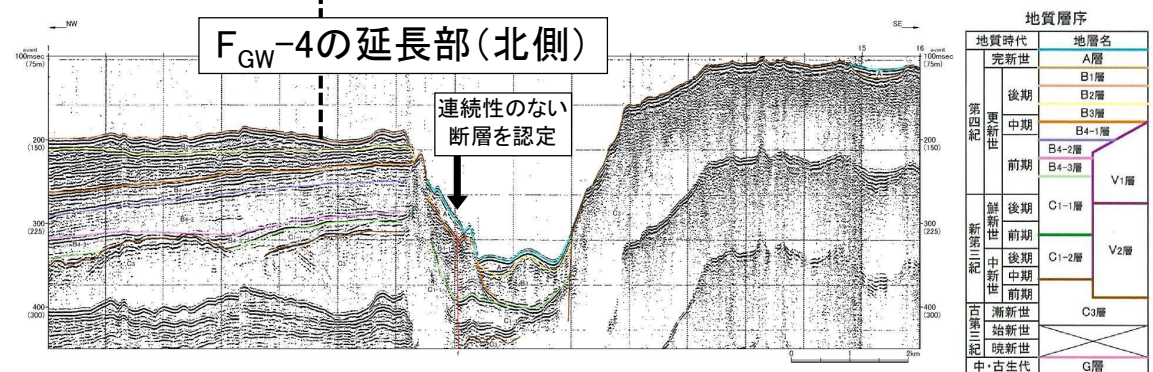 NW
SE
F_GW-4の延長部(北側)
連続性のない
断層を認定
event
1
15
16
event
100msec
(75m)
100msec
(75m)
200
(150)
200
(150)
300
(225)
300
(225)
400
(300)
400
(300)
f
0 1 2km
地質層序
地質時代 地層名
第四紀
完新世 A層
更新世
後期
B1層
B2層
B3層
中期 B4-1層
前期
B4-2層
B4-3層
V1層
新第三紀
鮮新世
後期 C1-1層
前期
中新世
後期 C1-2層
V2層
中期
前期
古第三紀
漸新世 C3層
始新世
暁新世
中・古生代 G層